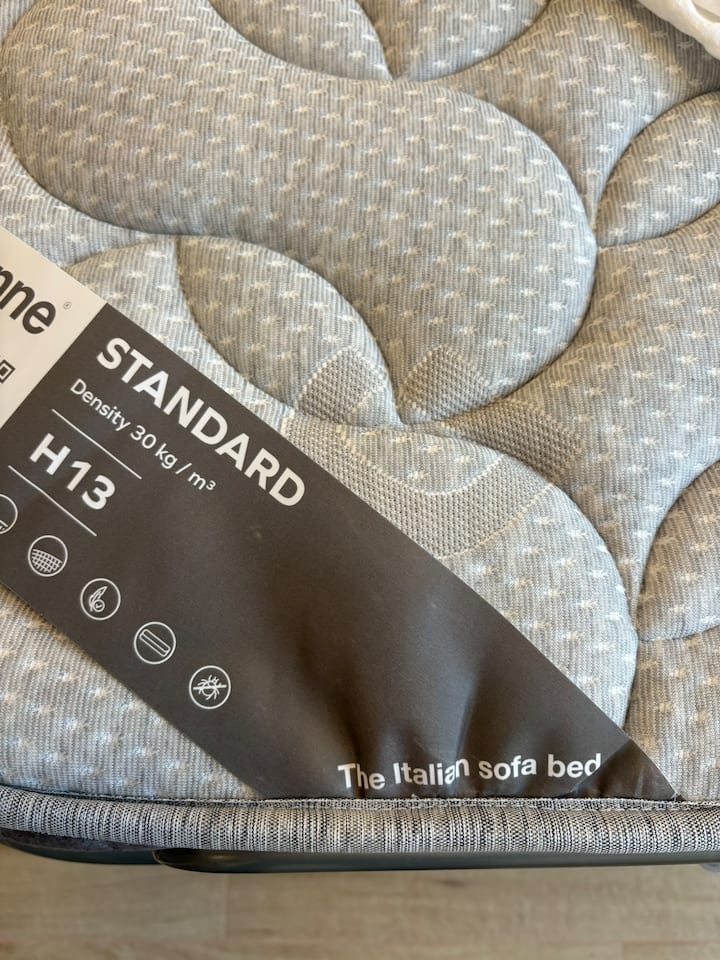 ®
STANDARD
Density 30 kg / m³
H13
The Italian sofa bed